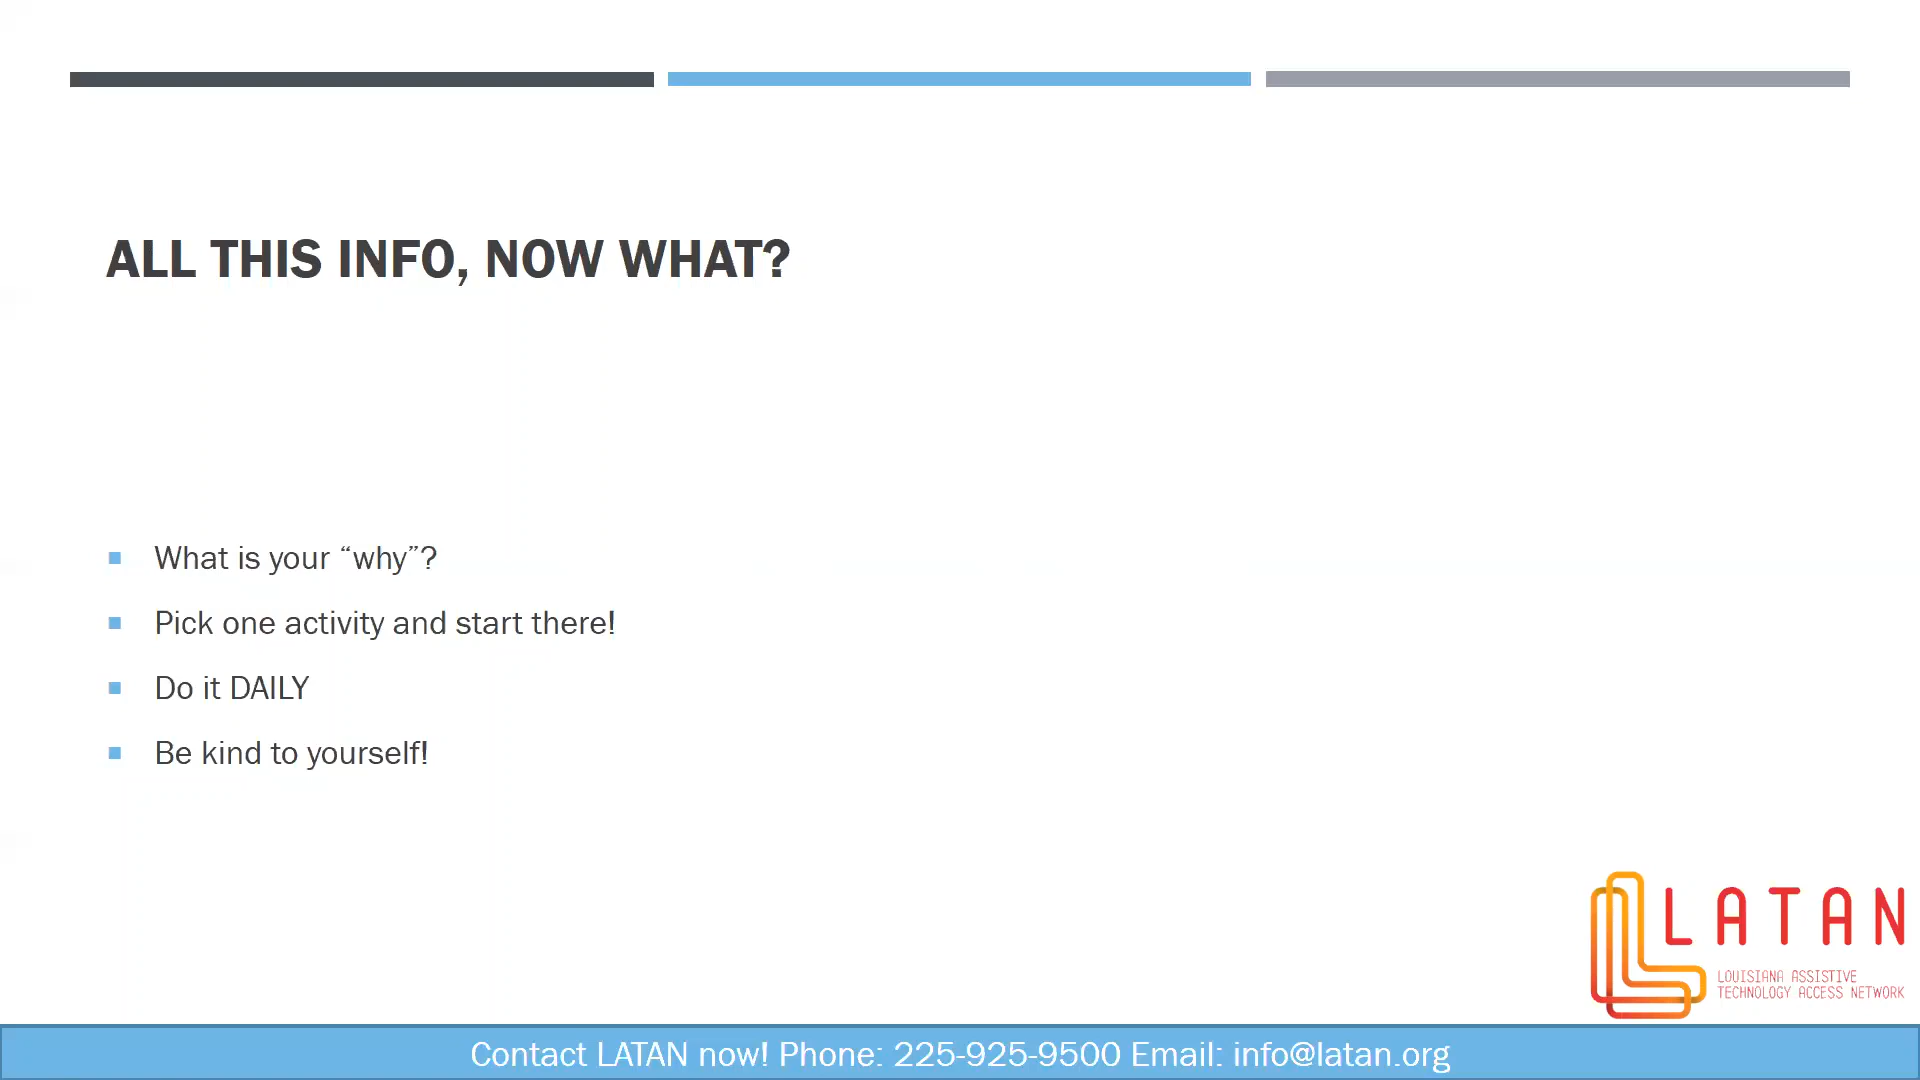 ALL THIS INFO, NOW WHAT?
What is your “why”?
Pick one activity and start there!
Do it DAILY
Be kind to yourself!
LATAN
LOUISIANA ASSISTIVE
TECHNOLOGY ACCESS NETWORK
Contact LATAN now! Phone: 225-925-9500 Email: info@latan.org